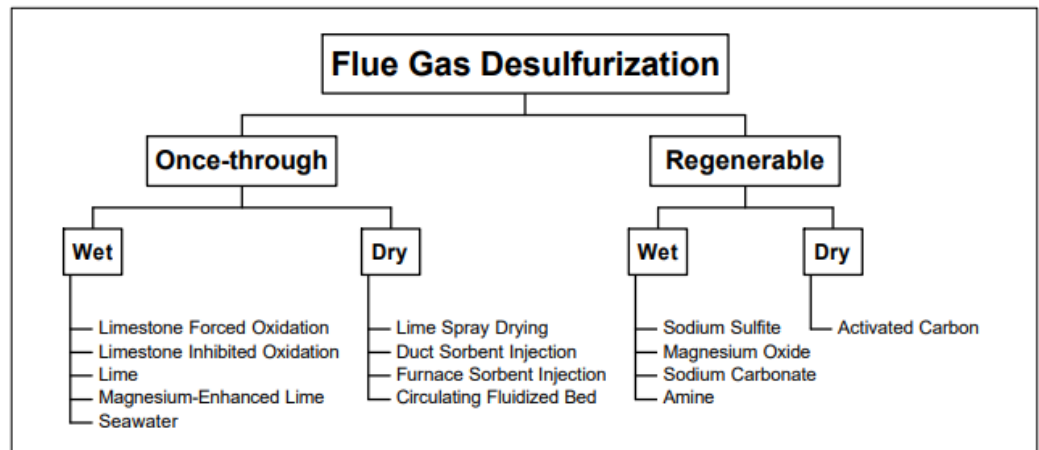 Flue Gas Desulfurization
Once-through
Regenerable
Wet
Dry
Wet
Dry
Limestone Forced Oxidation
Limestone Inhibited Oxidation
Lime
Magnesium-Enhanced Lime
Seawater
Lime Spray Drying
Duct Sorbent Injection
Furnace Sorbent Injection
Circulating Fluidized Bed
Sodium Sulfite
Magnesium Oxide
Sodium Carbonate
Amine
Activated Carbon